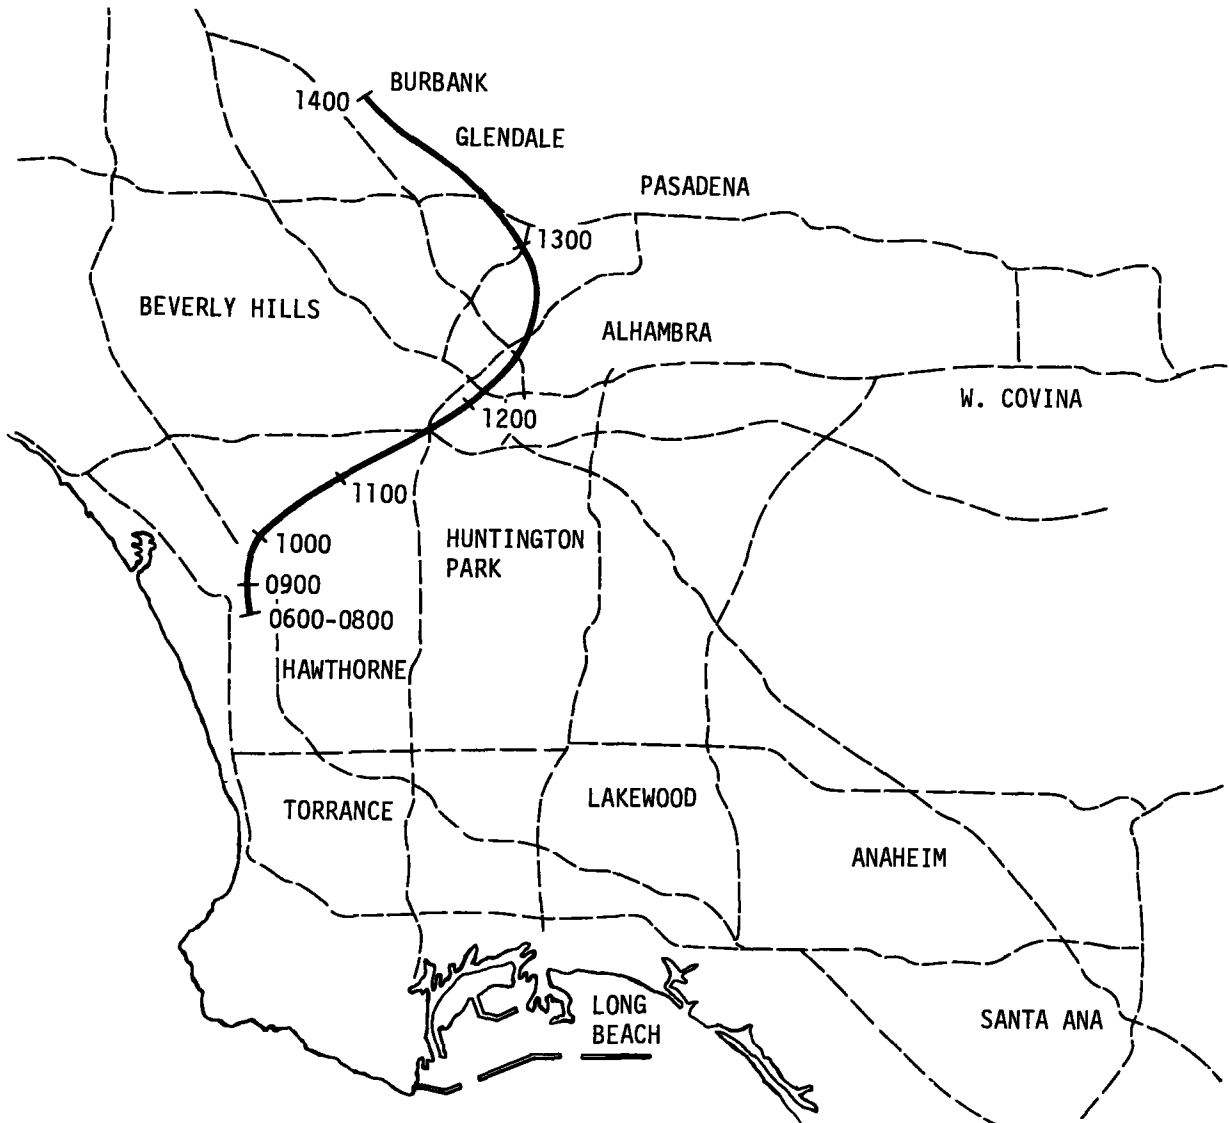 BURBANK
1400
GLENDALE
PASADENA
1300
BEVERLY HILLS
ALHAMBRA
W. COVINA
1200
1100
1000
HUNTINGTON
PARK
0900
0600-0800
HAWTHORNE
TORRANCE
LAKEWOOD
ANAHEIM
LONG
BEACH
SANTA ANA